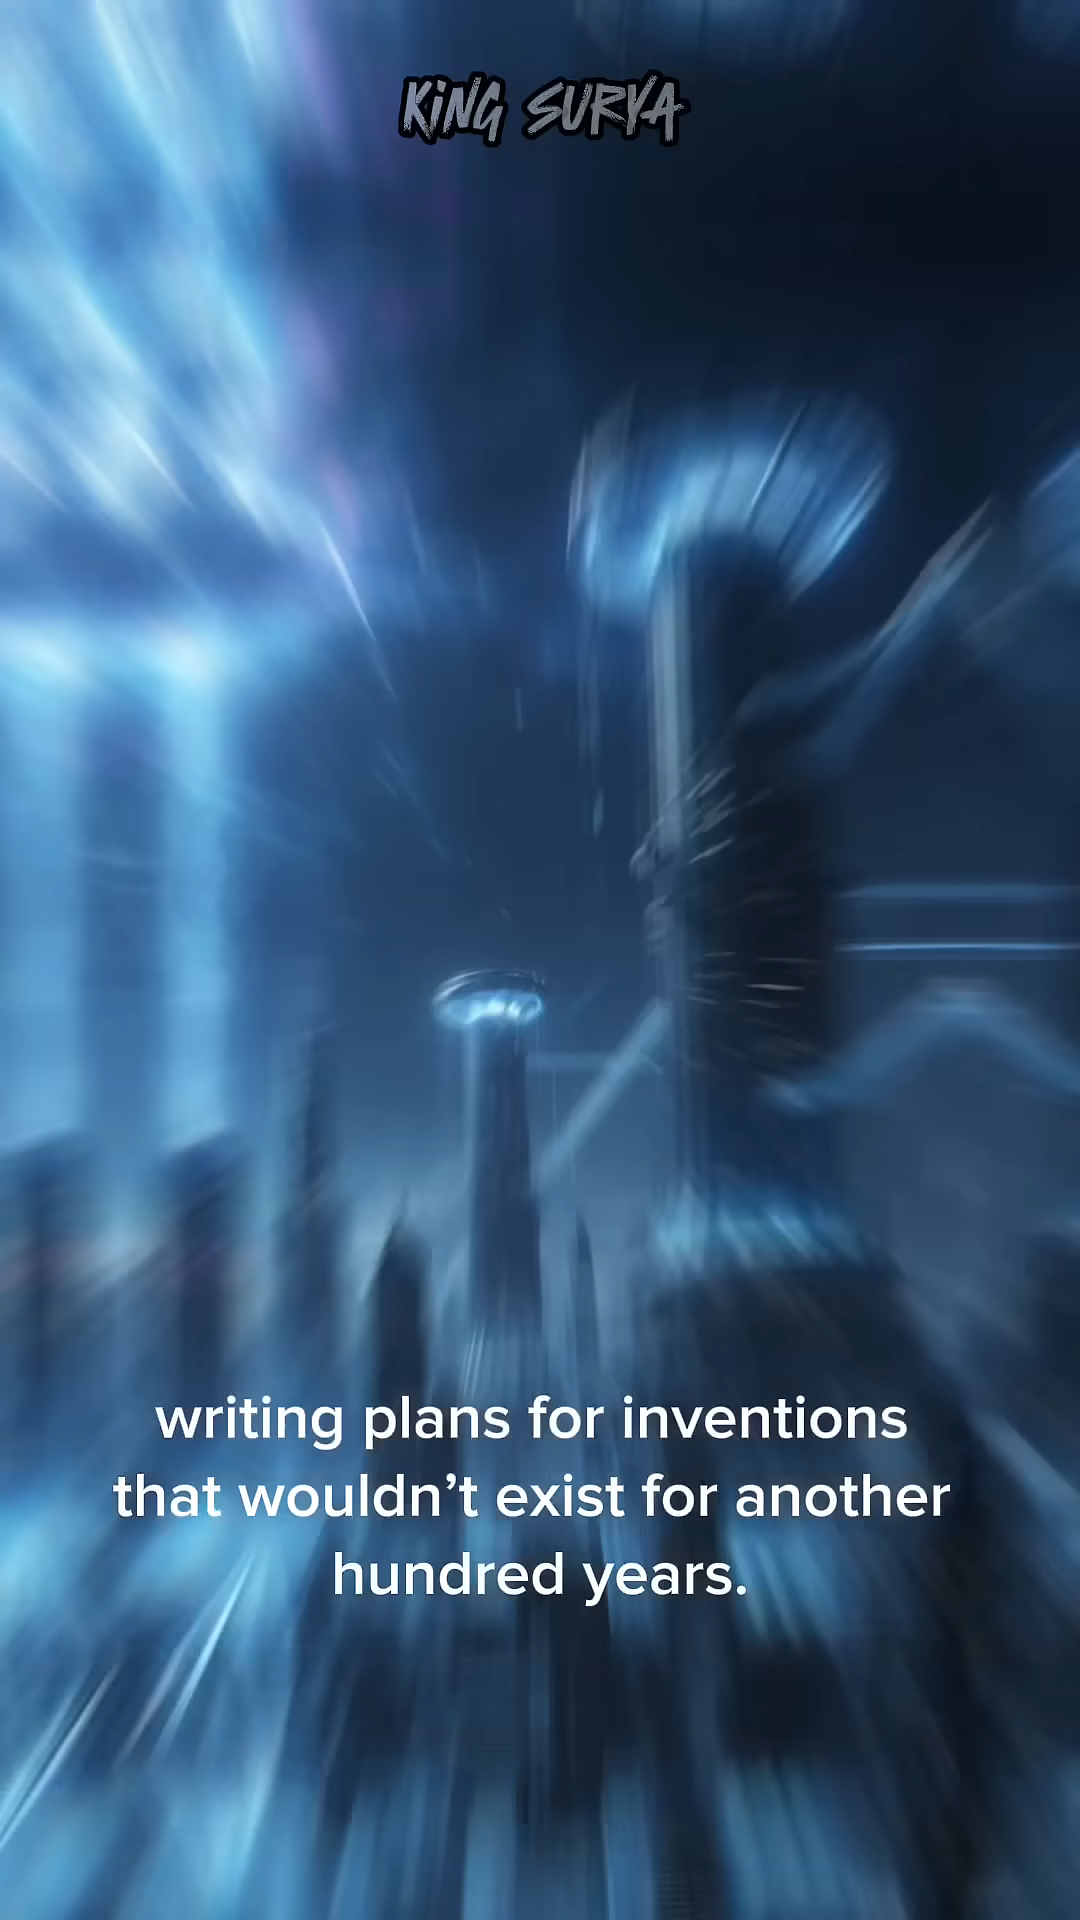 KING SURYA
writing plans for inventions
that wouldn’t exist for another
hundred years.